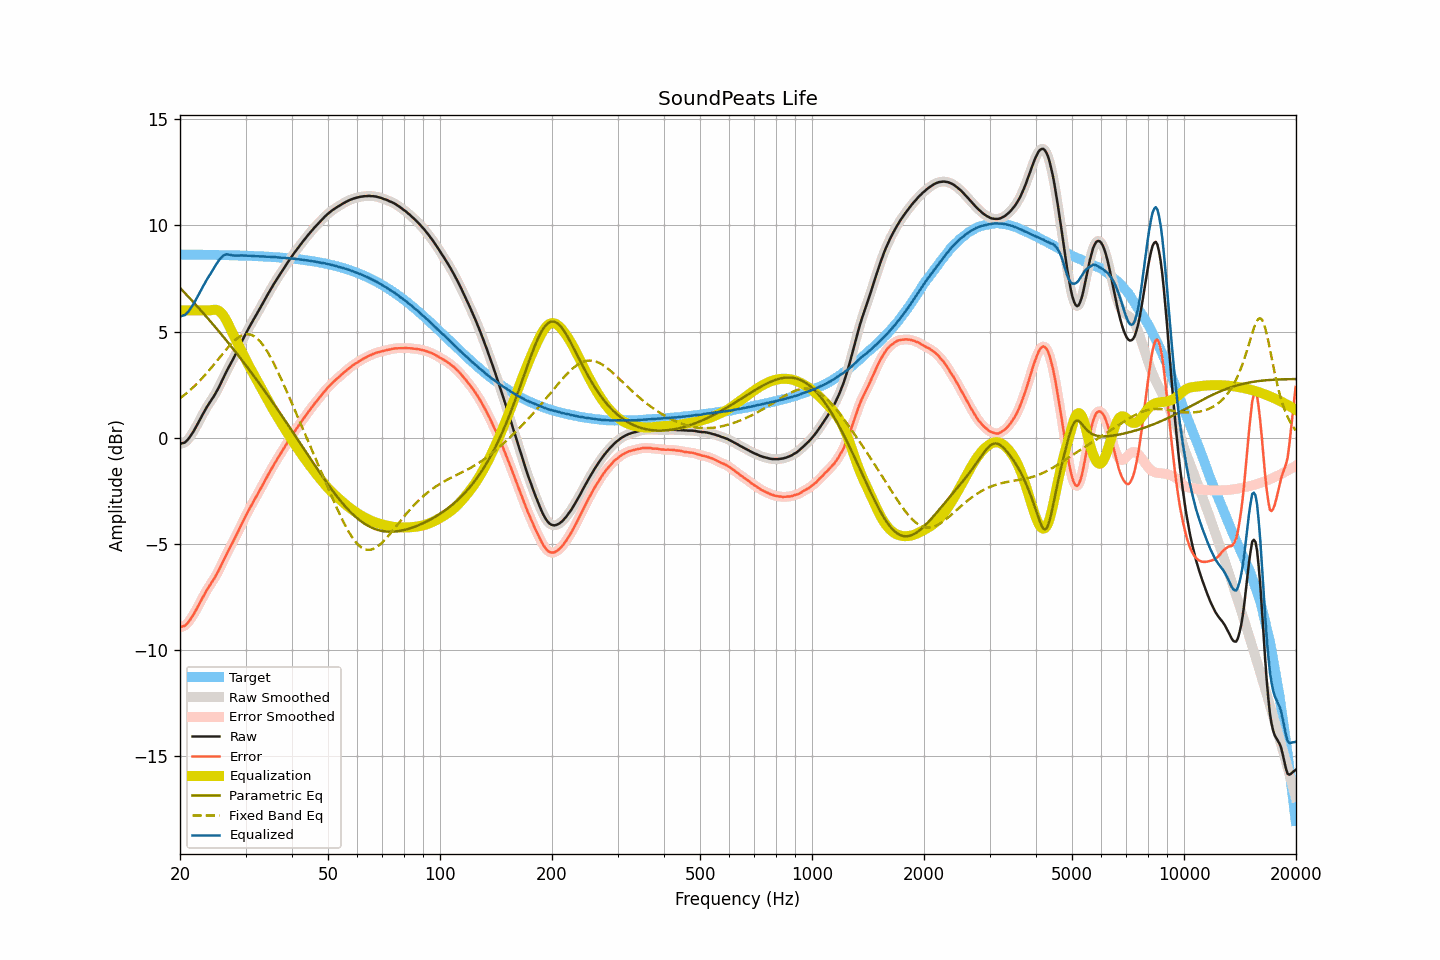 SoundPeats Life
15
10
5
0
−5
−10
−15
Amplitude (dBr)
Target
Raw Smoothed
Error Smoothed
Raw
Error
Equalization
Parametric Eq
Fixed Band Eq
Equalized
20 50 100 200 500 1000 2000 5000 10000 20000
Frequency (Hz)